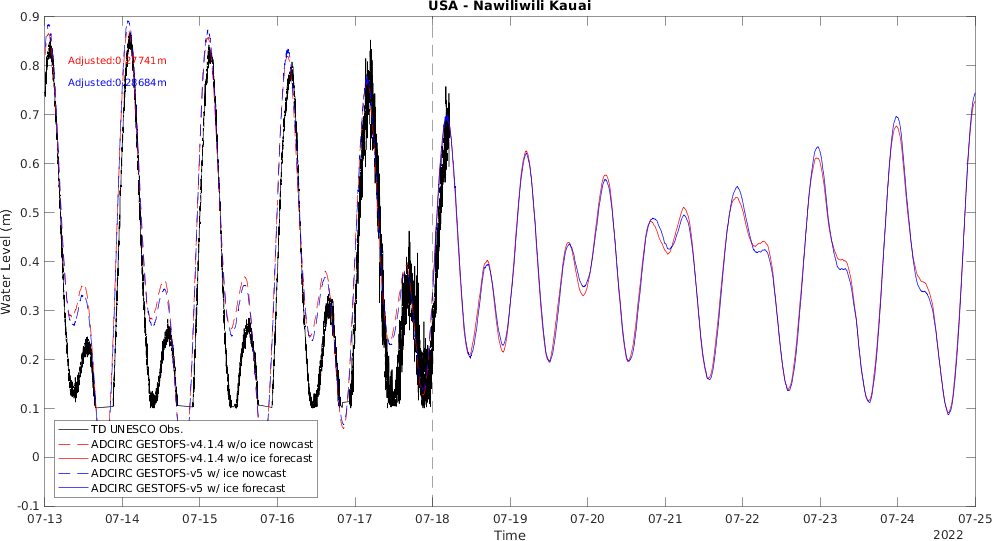 USA - Nawiliwili Kauai
0.9
0.8
0.7
0.6
0.5
0.4
0.3
0.2
0.1
0
-0.1
Water Level (m)
Adjusted:0.27741m
Adjusted:0.28684m
TD UNESCO Obs.
ADCIRC GESTOFS-v4.1.4 w/o ice nowcast
ADCIRC GESTOFS-v4.1.4 w/o ice forecast
ADCIRC GESTOFS-v5 w/ ice nowcast
ADCIRC GESTOFS-v5 w/ ice forecast
07-13 07-14 07-15 07-16 07-17 07-18 07-19 07-20 07-21 07-22 07-23 07-24 07-25
Time
2022